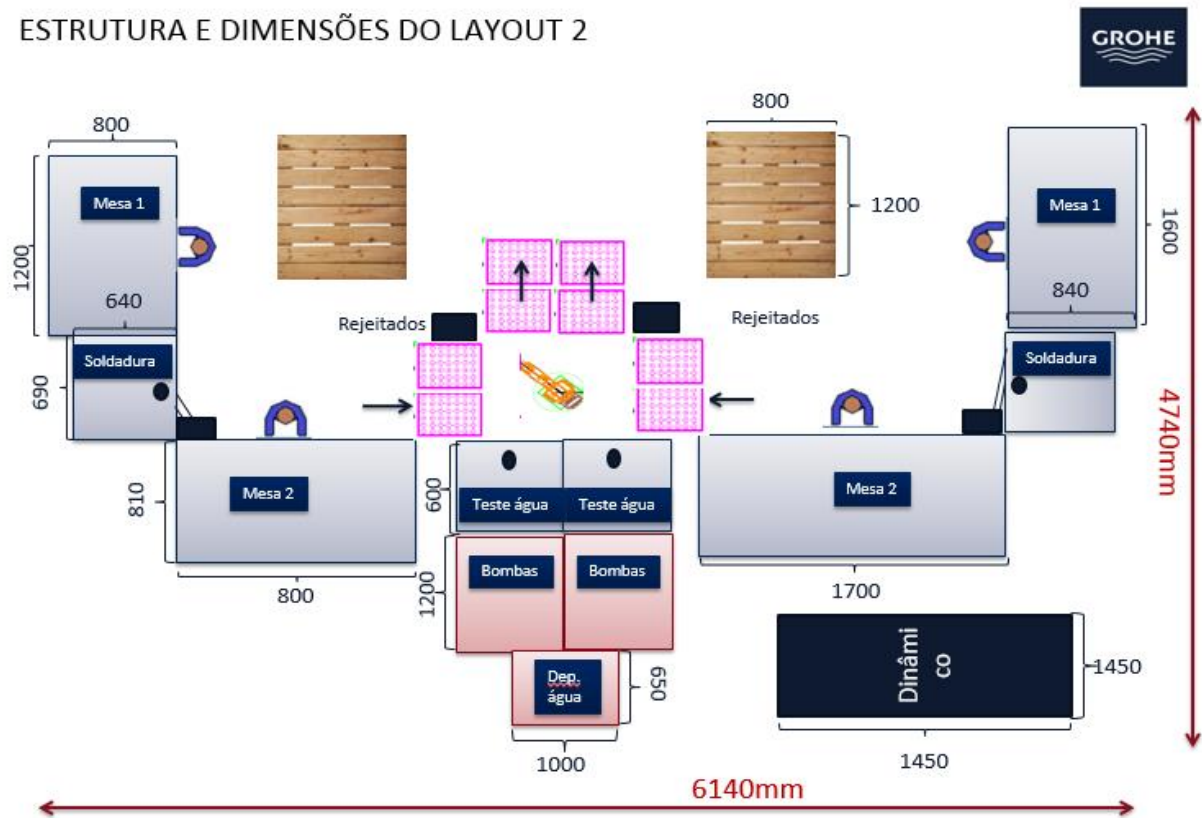 ESTRUTURA E DIMENSÕES DO LAYOUT 2
GROHE
800
800
Mesa 1
1200
1200
Mesa 1
1600
640
840
Rejeitados
Rejeitados
Soldadura
Soldadura
690
4740mm
Mesa 2
810
600
Teste água
Teste água
Mesa 2
800
1200
Bombas
Bombas
1700
Dep.
água
650
Dinâmi
co
1450
1000
1450
6140mm